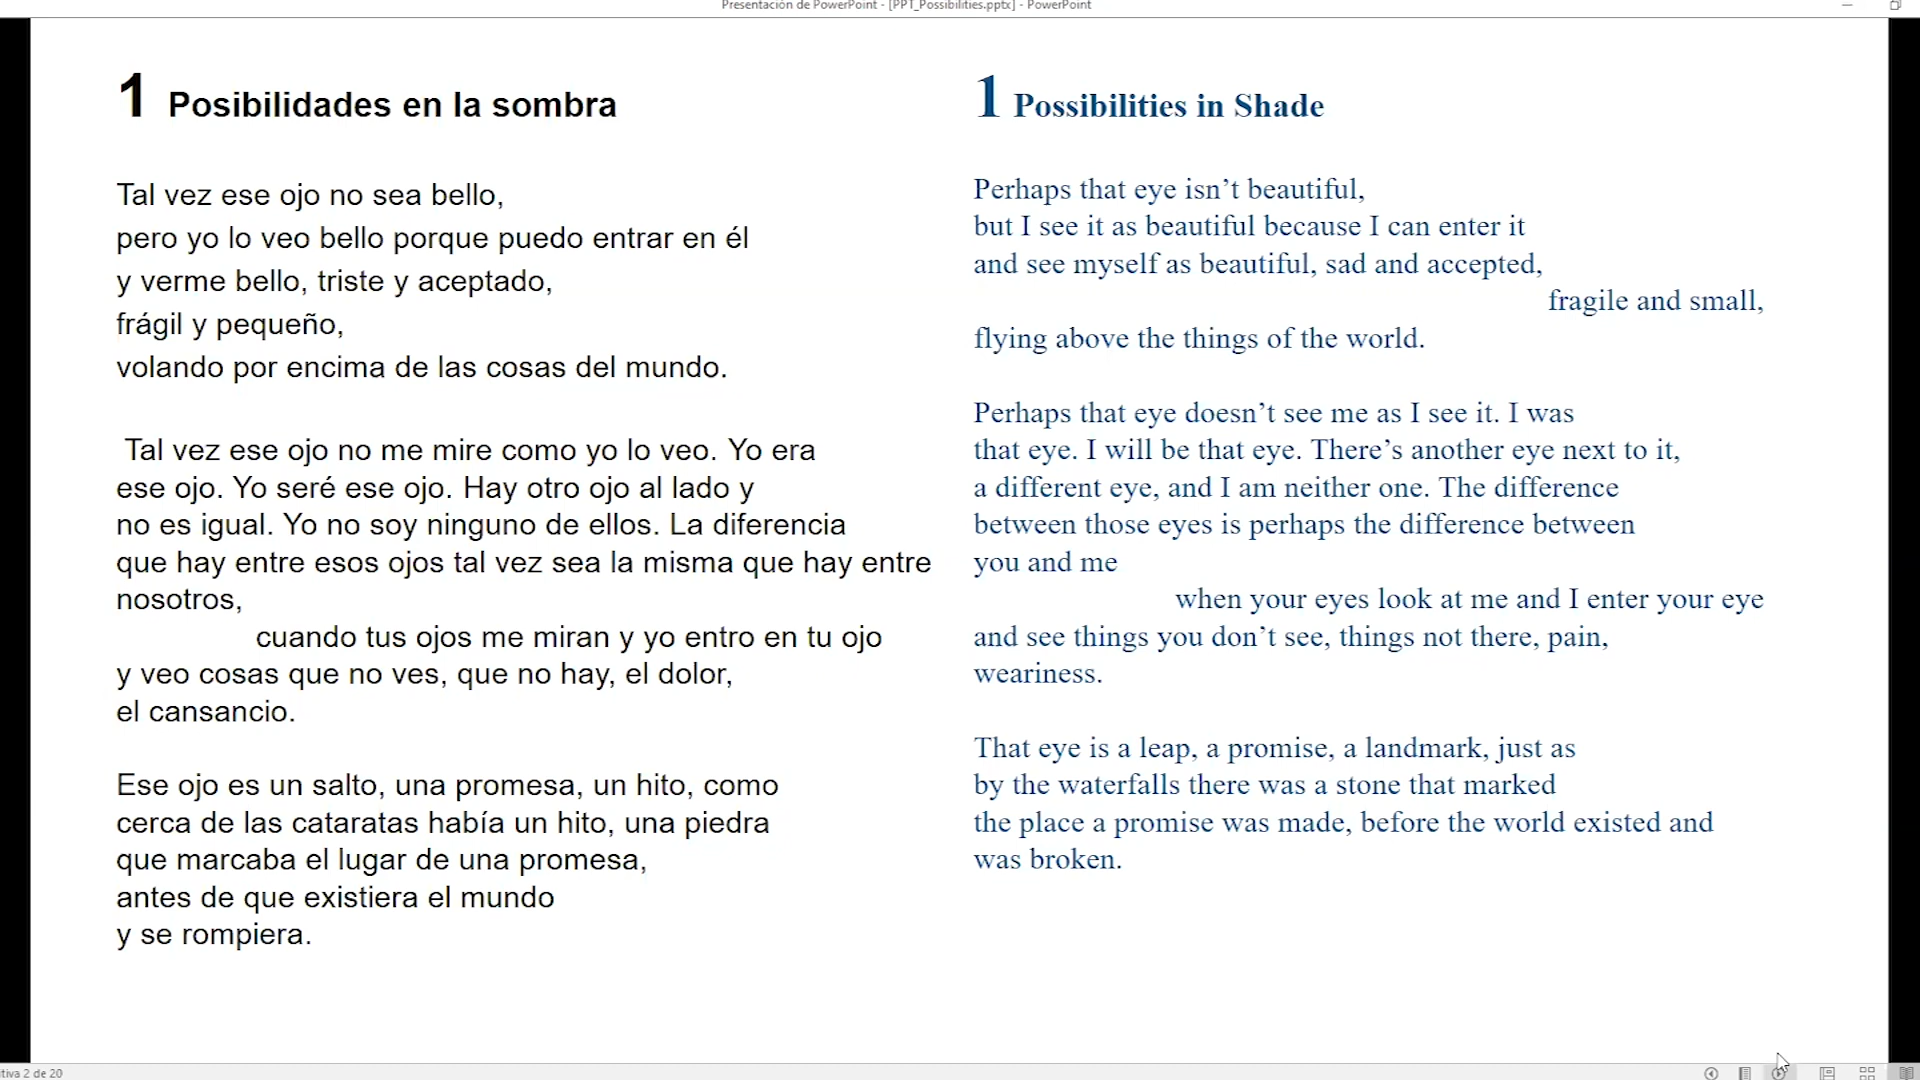 Presentación de PowerPoint - [PPT_Possibilities.pptx] - PowerPoint
1 Posibilidades en la sombra
Tal vez ese ojo no sea bello,
pero yo lo veo bello porque puedo entrar en él
y verme bello, triste y aceptado,
frágil y pequeño,
volando por encima de las cosas del mundo.
Tal vez ese ojo no me mire como yo lo veo. Yo era
ese ojo. Yo seré ese ojo. Hay otro ojo al lado y
no es igual. Yo no soy ninguno de ellos. La diferencia
que hay entre esos ojos tal vez sea la misma que hay entre
nosotros,
cuando tus ojos me miran y yo entro en tu ojo
y veo cosas que no ves, que no hay, el dolor,
el cansancio.
Ese ojo es un salto, una promesa, un hito, como
cerca de las cataratas había un hito, una piedra
que marcaba el lugar de una promesa,
antes de que existiera el mundo
y se rompiera.
1 Possibilities in Shade
Perhaps that eye isn’t beautiful,
but I see it as beautiful because I can enter it
and see myself as beautiful, sad and accepted,
fragile and small,
flying above the things of the world.
Perhaps that eye doesn’t see me as I see it. I was
that eye. I will be that eye. There’s another eye next to it,
a different eye, and I am neither one. The difference
between those eyes is perhaps the difference between
you and me
when your eyes look at me and I enter your eye
and see things you don’t see, things not there, pain,
weariness.
That eye is a leap, a promise, a landmark, just as
by the waterfalls there was a stone that marked
the place a promise was made, before the world existed and
was broken.
tiva 2 de 20